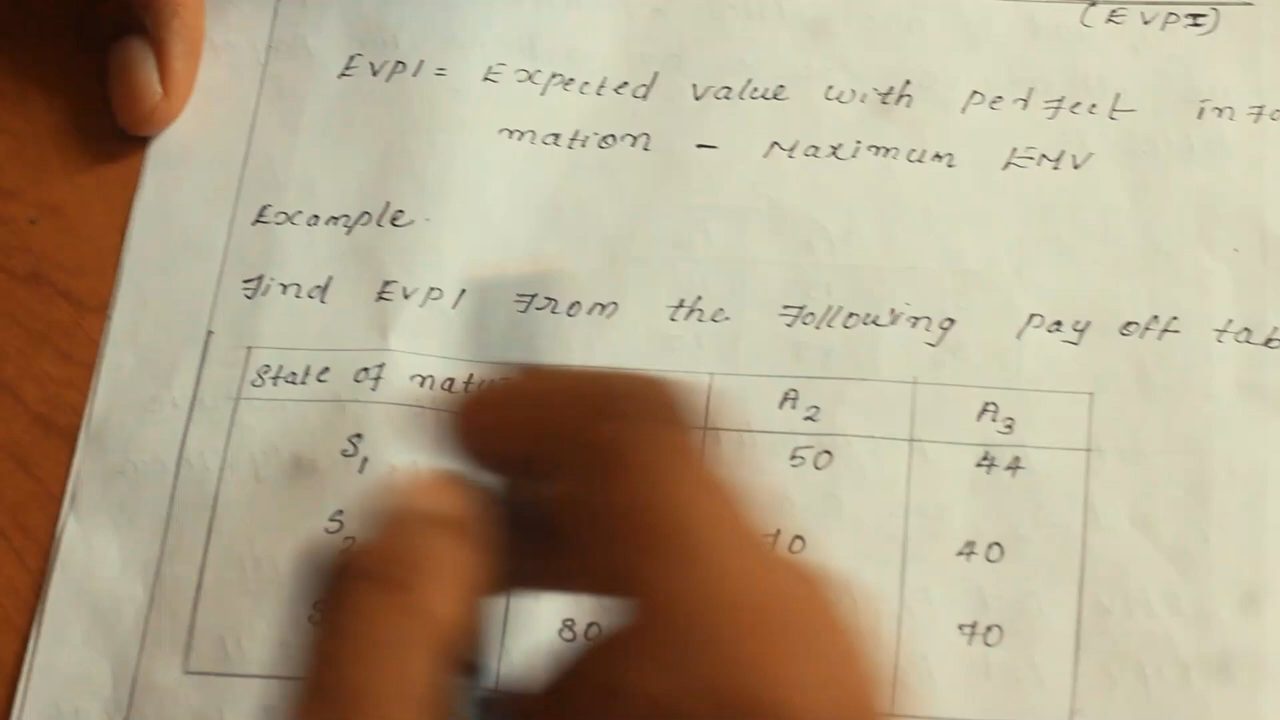 (EVPI)
EVPI = Expected value with perfect info
mation - Maximum EMV
Example.
Find EVPI From the Following pay off tab
State of natu A2 A3
S1 50 44
S2 40
80 70